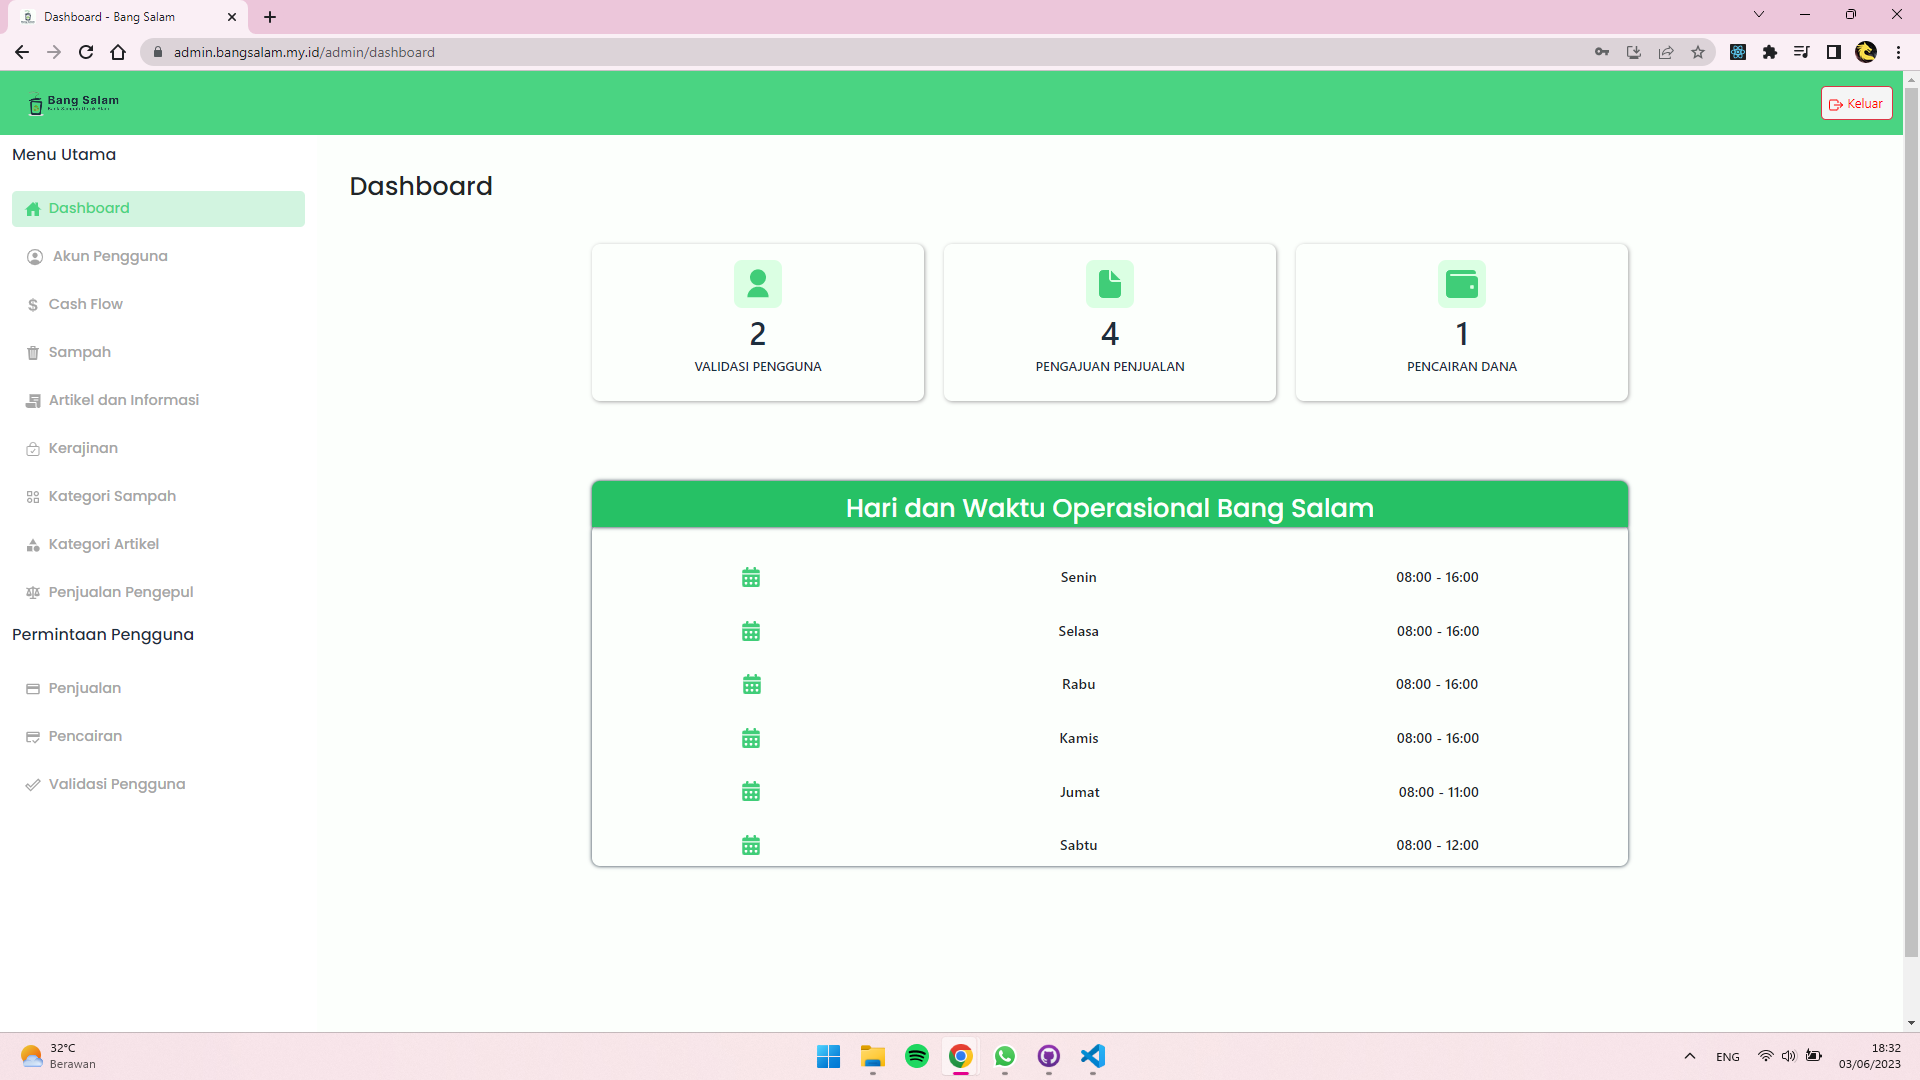 Dashboard - Bang Salam
admin.bangsalam.my.id/admin/dashboard
Bang Salam
Keluar
Menu Utama
Dashboard
Akun Pengguna
Cash Flow
Sampah
Artikel dan Informasi
Kerajinan
Kategori Sampah
Kategori Artikel
Penjualan Pengepul
Permintaan Pengguna
Penjualan
Pencairan
Validasi Pengguna
Dashboard
2
VALIDASI PENGGUNA
4
PENGAJUAN PENJUALAN
1
PENCAIRAN DANA
Hari dan Waktu Operasional Bang Salam
Senin 08:00 - 16:00
Selasa 08:00 - 16:00
Rabu 08:00 - 16:00
Kamis 08:00 - 16:00
Jumat 08:00 - 11:00
Sabtu 08:00 - 12:00
32°C
Berawan
ENG
18:32
03/06/2023